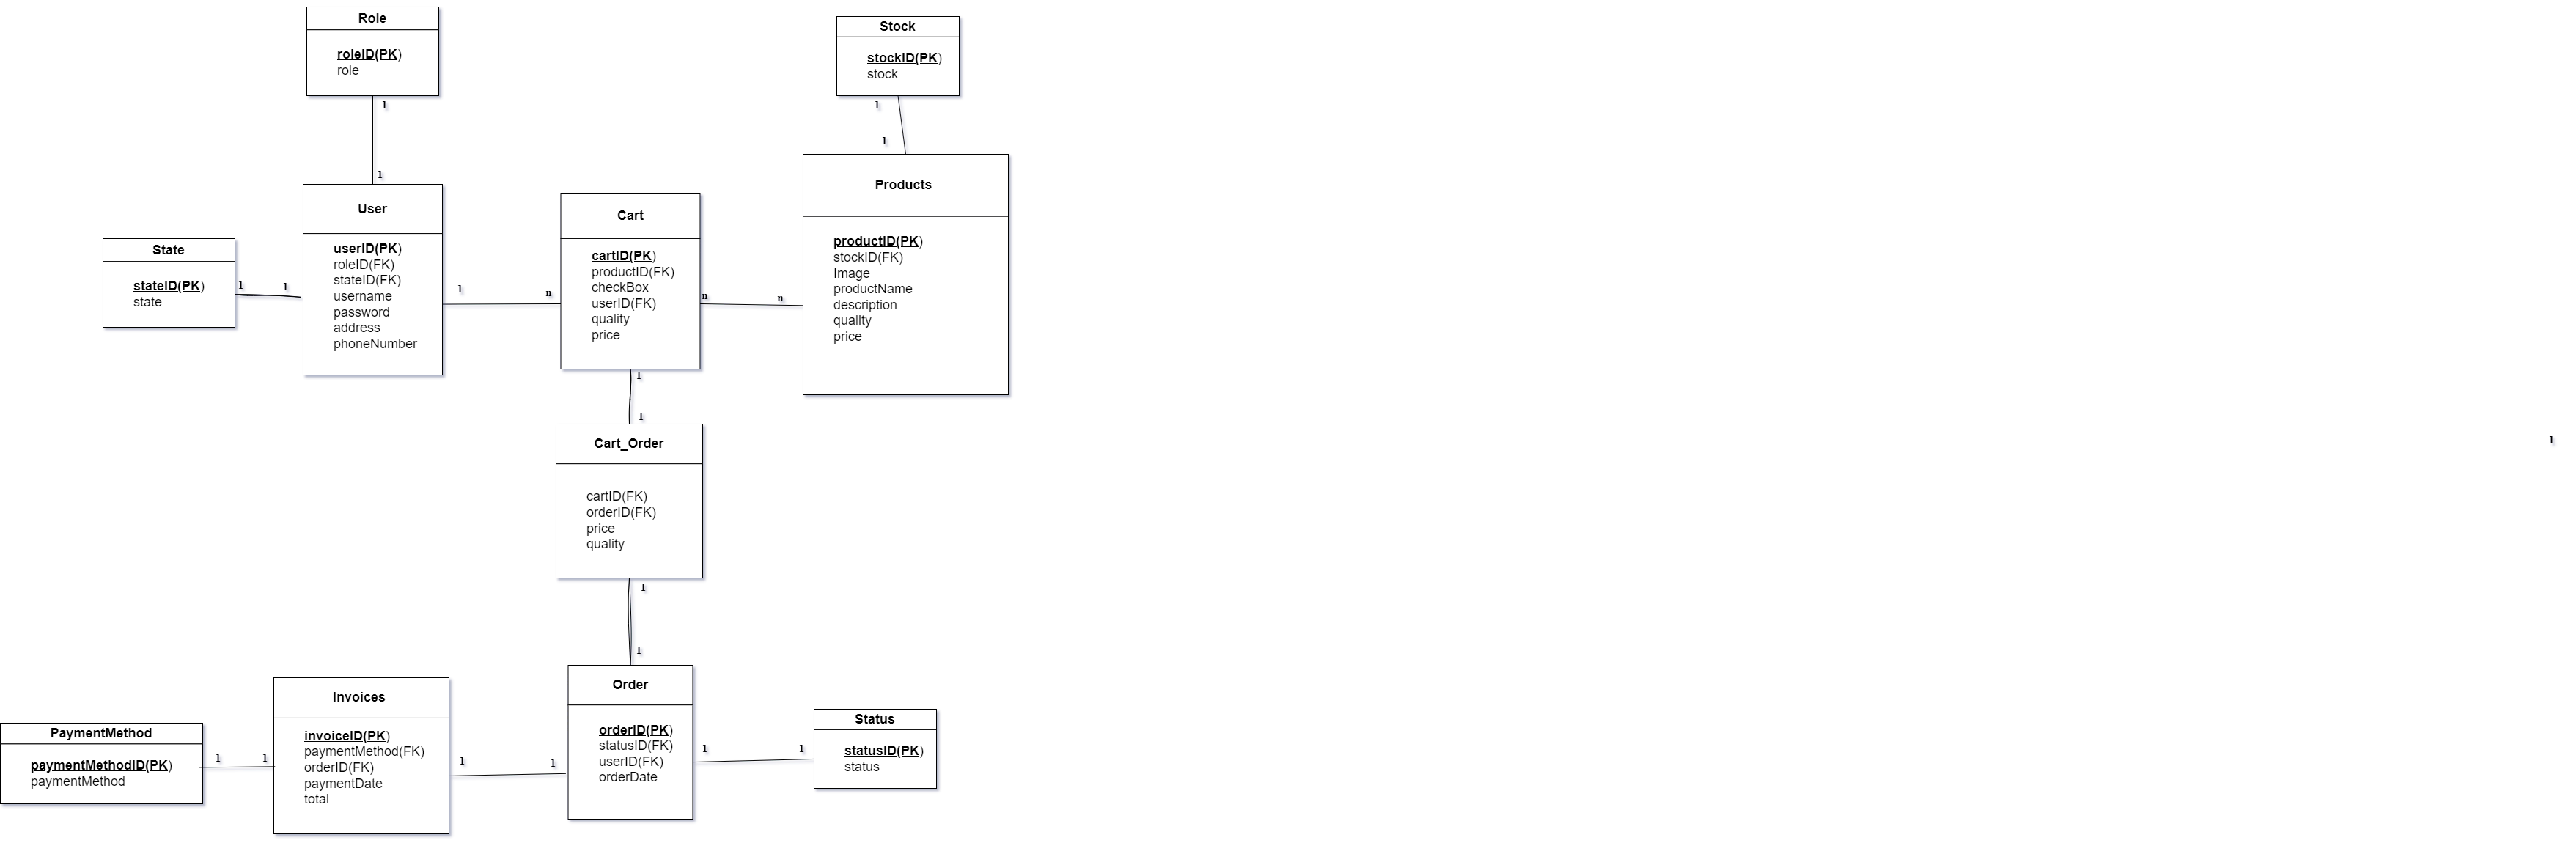 Role
roleID(PK)
role
1
1
Stock
stockID(PK)
stock
1
1
State
stateID(PK)
state
1
1
User
userID(PK)
roleID(FK)
stateID(FK)
username
password
address
phoneNumber
1
n
Cart
cartID(PK)
productID(FK)
checkBox
userID(FK)
quality
price
n
n
Products
productID(PK)
stockID(FK)
Image
productName
description
quality
price
1
1
Cart_Order
cartID(FK)
orderID(FK)
price
quality
1
1
1
PaymentMethod
paymentMethodID(PK)
paymentMethod
1
1
Invoices
invoiceID(PK)
paymentMethod(FK)
orderID(FK)
paymentDate
total
1
1
Order
orderID(PK)
statusID(FK)
userID(FK)
orderDate
1
1
Status
statusID(PK)
status